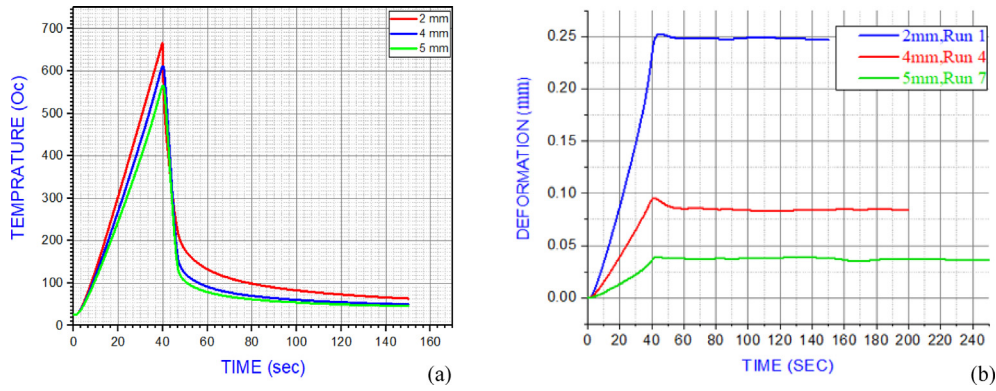 TEMPRATURE (Oc)
700
600
500
400
300
200
100
0
2 mm
4 mm
5 mm
0 20 40 60 80 100 120 140 160
TIME (sec)
(a)
DEFORMATION (mm)
0.25
0.20
0.15
0.10
0.05
0.00
2mm,Run 1
4mm,Run 4
5mm,Run 7
0 20 40 60 80 100 120 140 160 180 200 220 240
TIME (SEC)
(b)